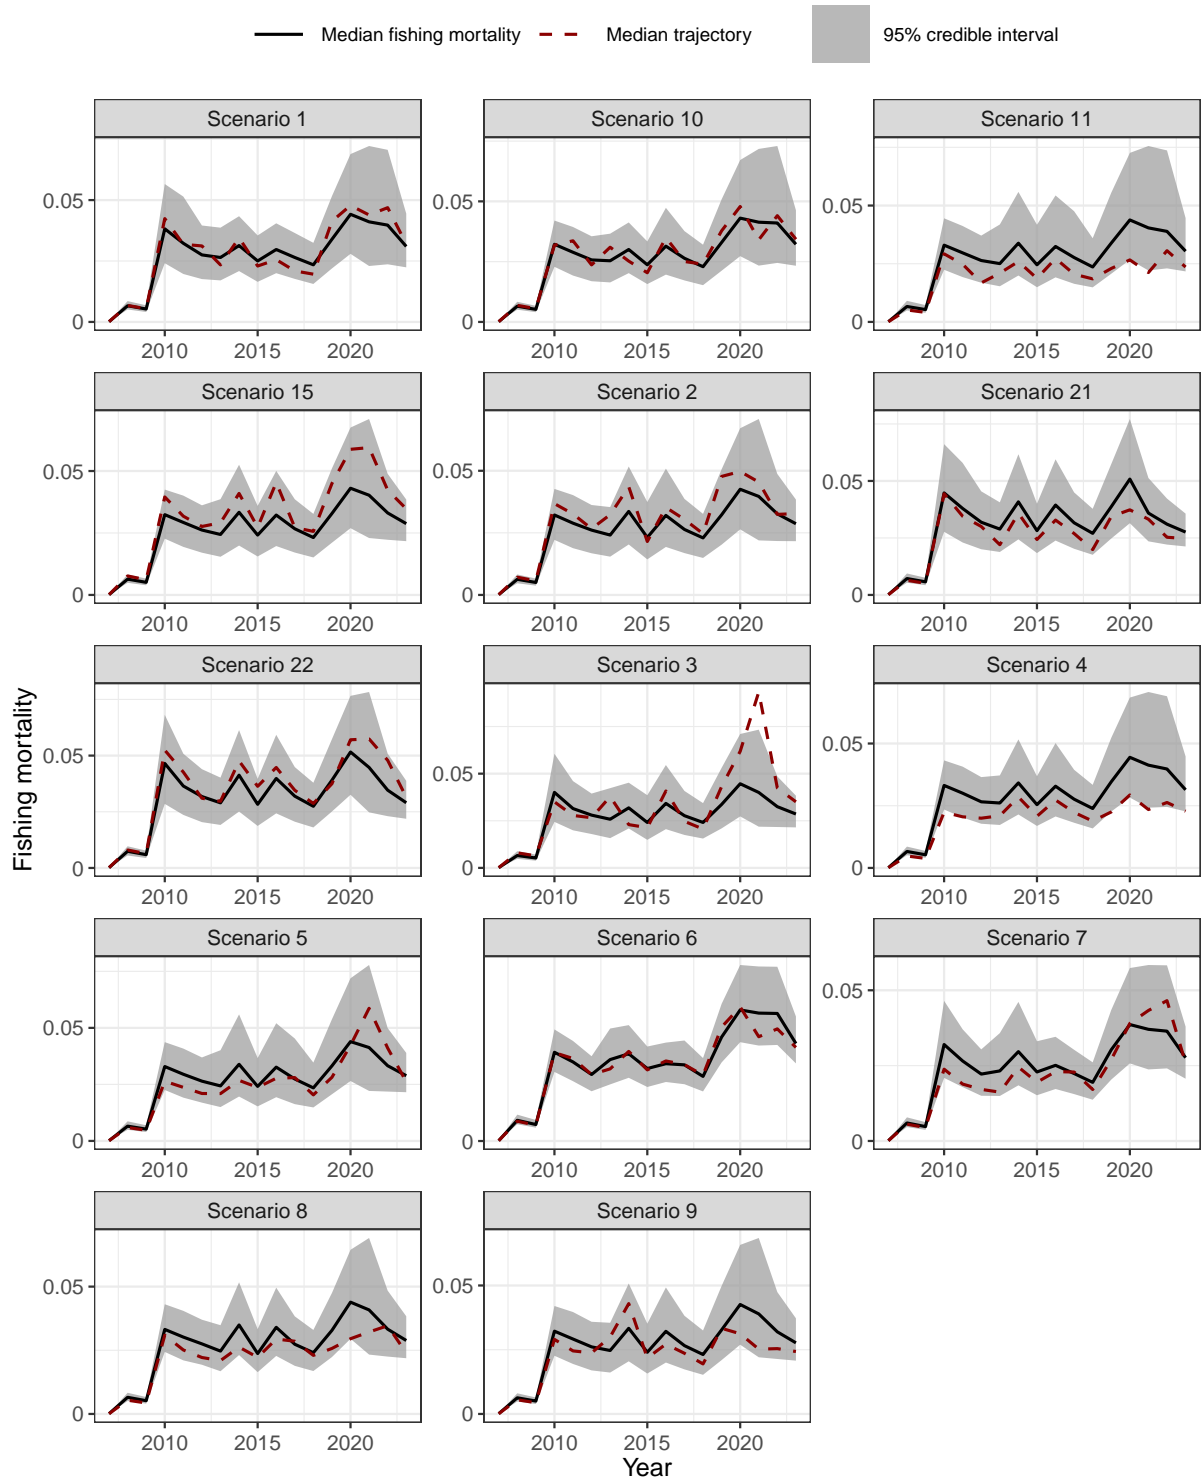 Median fishing mortality Median trajectory 95% credible interval
Scenario 1 Scenario 10 Scenario 11
0.05 0.05 0.05
0 0 0
2010 2015 2020 2010 2015 2020 2010 2015 2020
Scenario 15 Scenario 2 Scenario 21
0.05 0.05 0.05
0 0 0
2010 2015 2020 2010 2015 2020 2010 2015 2020
Scenario 22 Scenario 3 Scenario 4
0.05 0.05 0.05
0 0 0
2010 2015 2020 2010 2015 2020 2010 2015 2020
Fishing mortality
Scenario 5 Scenario 6 Scenario 7
0.05 0.05 0.05
0 0 0
2010 2015 2020 2010 2015 2020 2010 2015 2020
Scenario 8 Scenario 9
0.05 0.05
0 0
2010 2015 2020 2010 2015 2020
Year